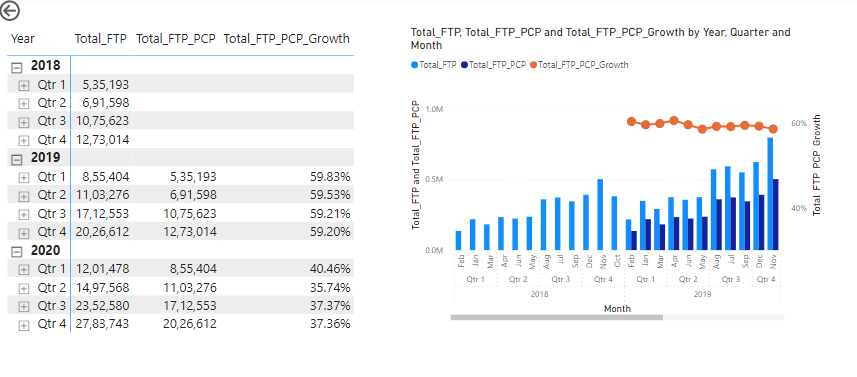 Year Total_FTP Total_FTP_PCP Total_FTP_PCP_Growth
2018
Qtr 1 5,35,193
Qtr 2 6,91,598
Qtr 3 10,75,623
Qtr 4 12,73,014
2019
Qtr 1 8,55,404 5,35,193 59.83%
Qtr 2 11,03,276 6,91,598 59.53%
Qtr 3 17,12,553 10,75,623 59.21%
Qtr 4 20,26,612 12,73,014 59.20%
2020
Qtr 1 12,01,478 8,55,404 40.46%
Qtr 2 14,97,568 11,03,276 35.74%
Qtr 3 23,52,580 17,12,553 37.37%
Qtr 4 27,83,743 20,26,612 37.36%
Total_FTP, Total_FTP_PCP and Total_FTP_PCP_Growth by Year, Quarter and
Month
Total_FTP Total_FTP_PCP Total_FTP_PCP_Growth
Total_FTP and Total_FTP_PCP
1.0M
0.5M
0.0M
60%
40%
Total_FTP_PCP_Growth
Feb Jan Mar Apr Jun May Aug Jul Sep Dec Nov Oct Feb Jan Mar Apr Jun May Aug Jul Sep Dec Nov
Qtr 1 Qtr 2 Qtr 3 Qtr 4 Qtr 1 Qtr 2 Qtr 3 Qtr 4
2018 2019
Month